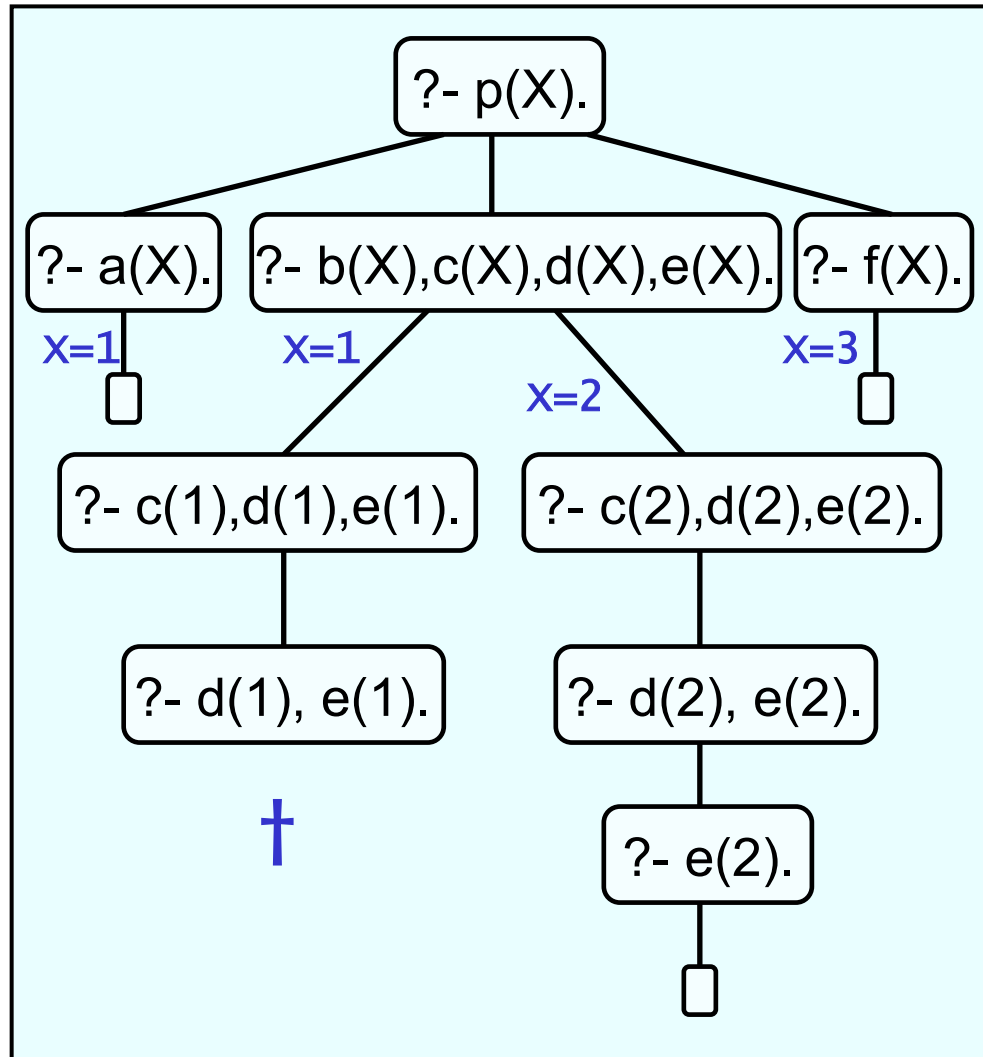 ?- p(X).
?- a(X).
?- b(X),c(X),d(X),e(X).
?- f(X).
X=1
X=1
X=3
X=2
?- c(1),d(1),e(1).
?- c(2),d(2),e(2).
?- d(1), e(1).
?- d(2), e(2).
†
?- e(2).